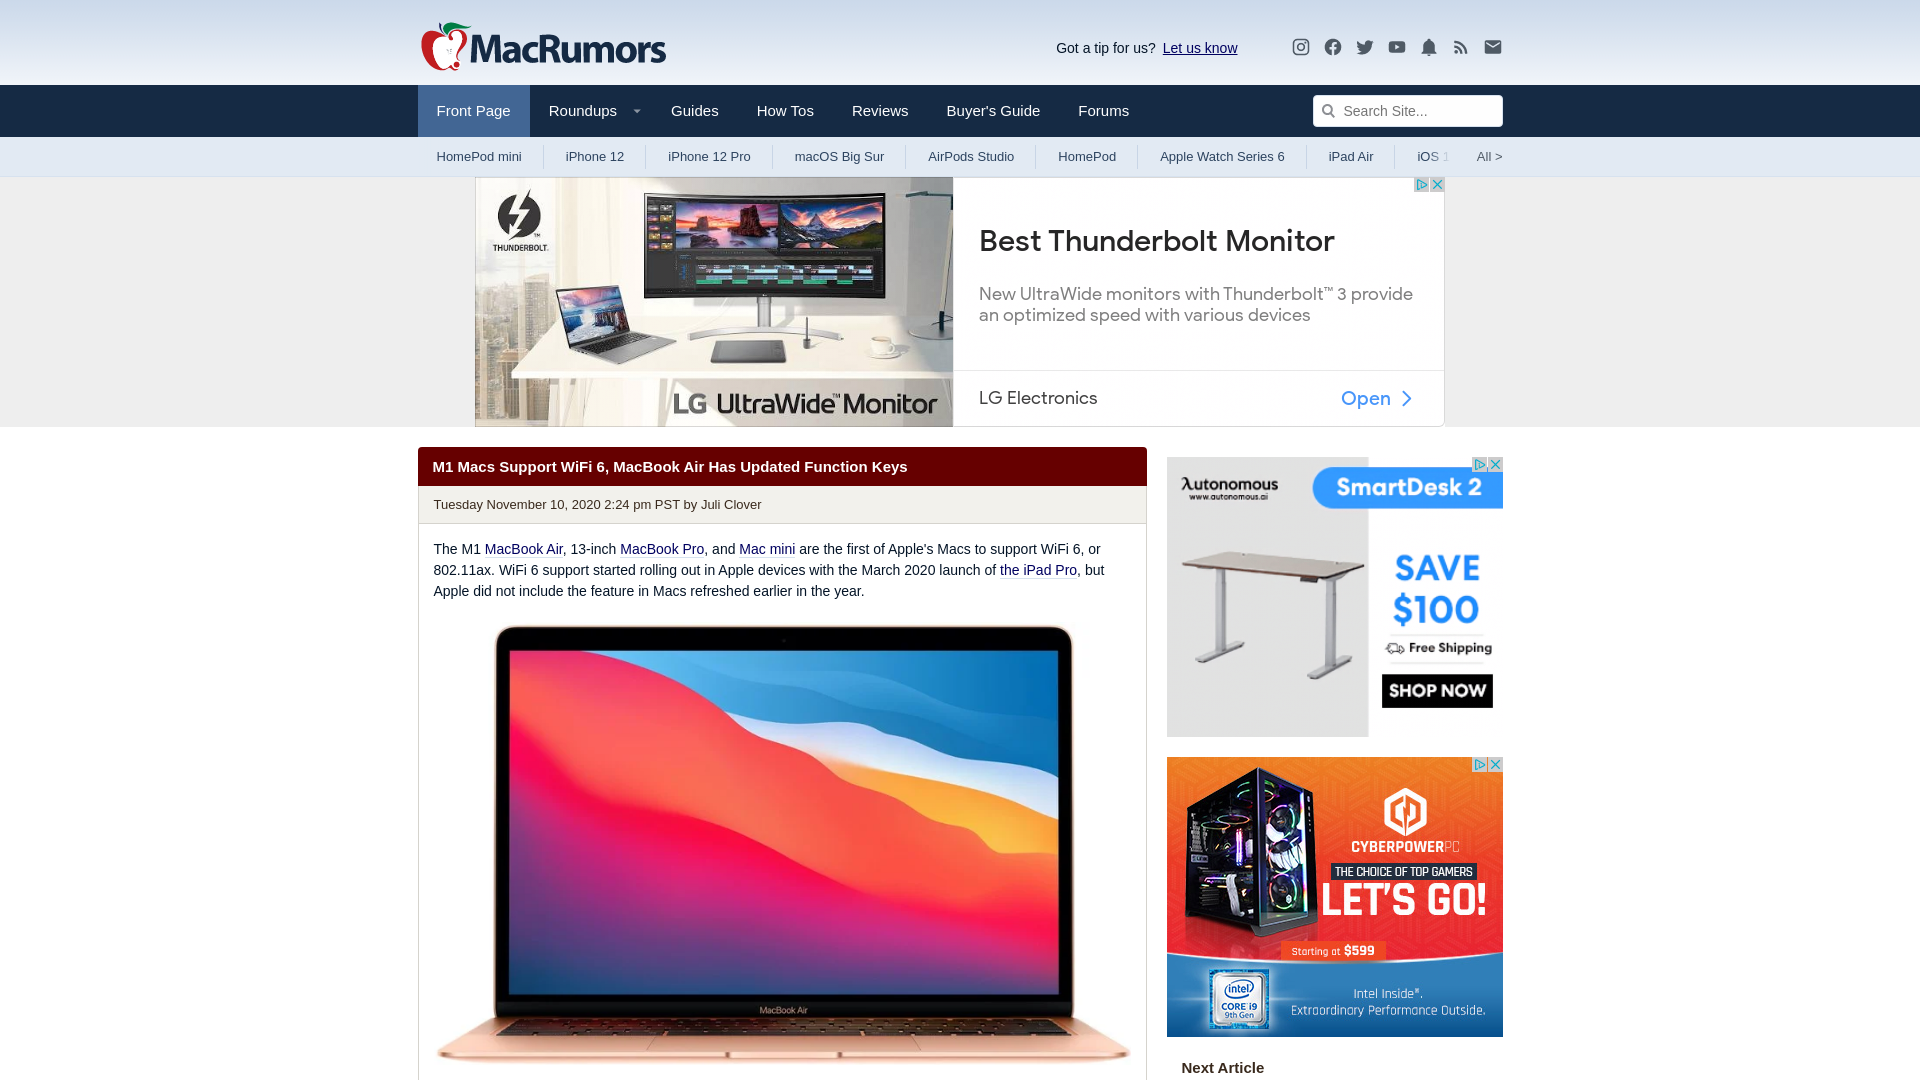 MacRumors
Got a tip for us? Let us know
Front Page
Roundups
Guides
How Tos
Reviews
Buyer's Guide
Forums
Search Site...
HomePod mini
iPhone 12
iPhone 12 Pro
macOS Big Sur
AirPods Studio
HomePod
Apple Watch Series 6
iPad Air
iOS 1
All >
THUNDERBOLT.™
LG UltraWide™ Monitor
Best Thunderbolt Monitor
New UltraWide monitors with Thunderbolt™ 3 provide
an optimized speed with various devices
LG Electronics
Open
M1 Macs Support WiFi 6, MacBook Air Has Updated Function Keys
Tuesday November 10, 2020 2:24 pm PST by Juli Clover
The M1 MacBook Air, 13-inch MacBook Pro, and Mac mini are the first of Apple's Macs to support WiFi 6, or
802.11ax. WiFi 6 support started rolling out in Apple devices with the March 2020 launch of the iPad Pro, but
Apple did not include the feature in Macs refreshed earlier in the year.
MacBook Air
Autonomous
www.autonomous.ai
SmartDesk 2
SAVE
$100
Free Shipping
SHOP NOW
CYBERPOWERPC
THE CHOICE OF TOP GAMERS
LET'S GO!
Starting at $599
intel
CORE i9
9th Gen
Intel Inside®.
Extraordinary Performance Outside.
Next Article